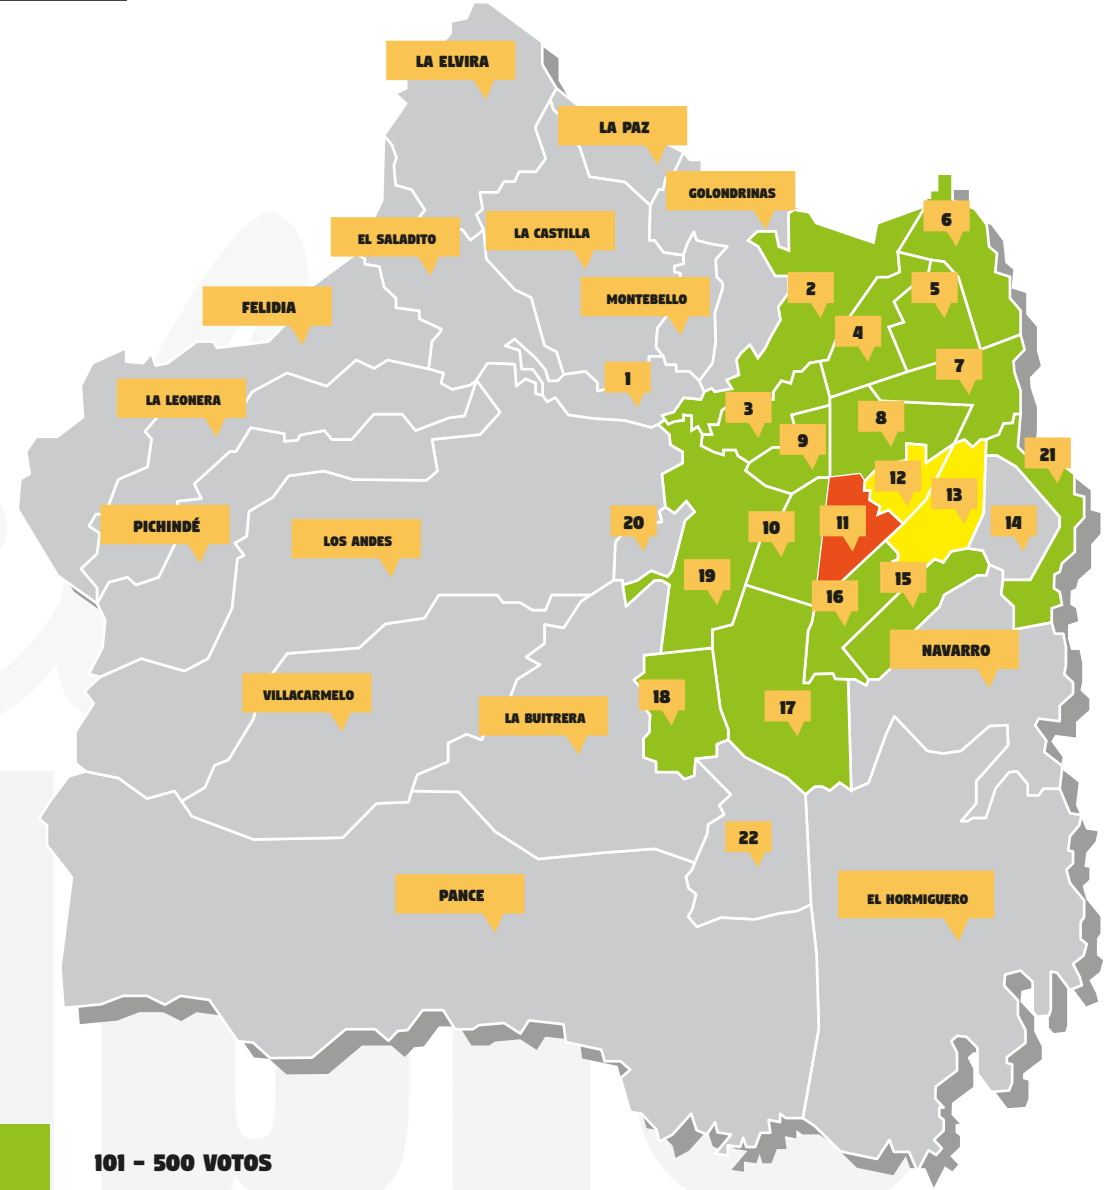 LA ELVIRA
LA PAZ
GOLONDRINAS
6
EL SALADITO
LA CASTILLA
2
5
FELIDIA
MONTEBELLO
4
7
1
LA LEONERA
3
8
9
21
12
13
PICHINDÉ
LOS ANDES
20
10
11
14
19
15
16
NAVARRO
VILLACARMELO
18
LA BUITRERA
17
22
PANCE
EL HORMIGUERO
101 - 500 VOTOS